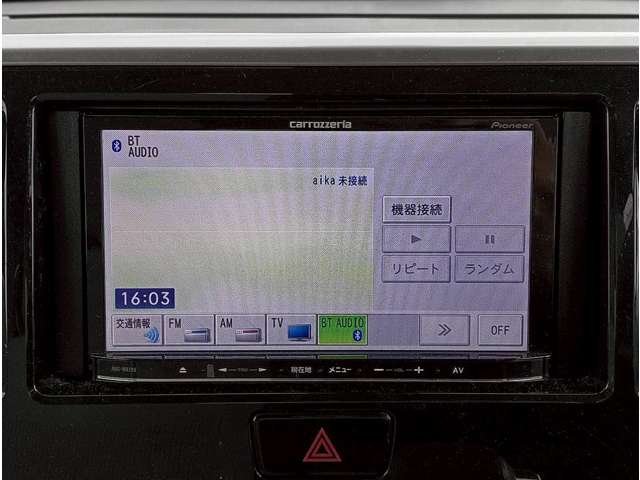 carrozzeria
Pioneer
BT
AUDIO
aika 未接続
機器接続
リピート
ランダム
16:03
交通情報
FM
AM
TV
BT AUDIO
OFF
現在地
メニュー
VOL
AV